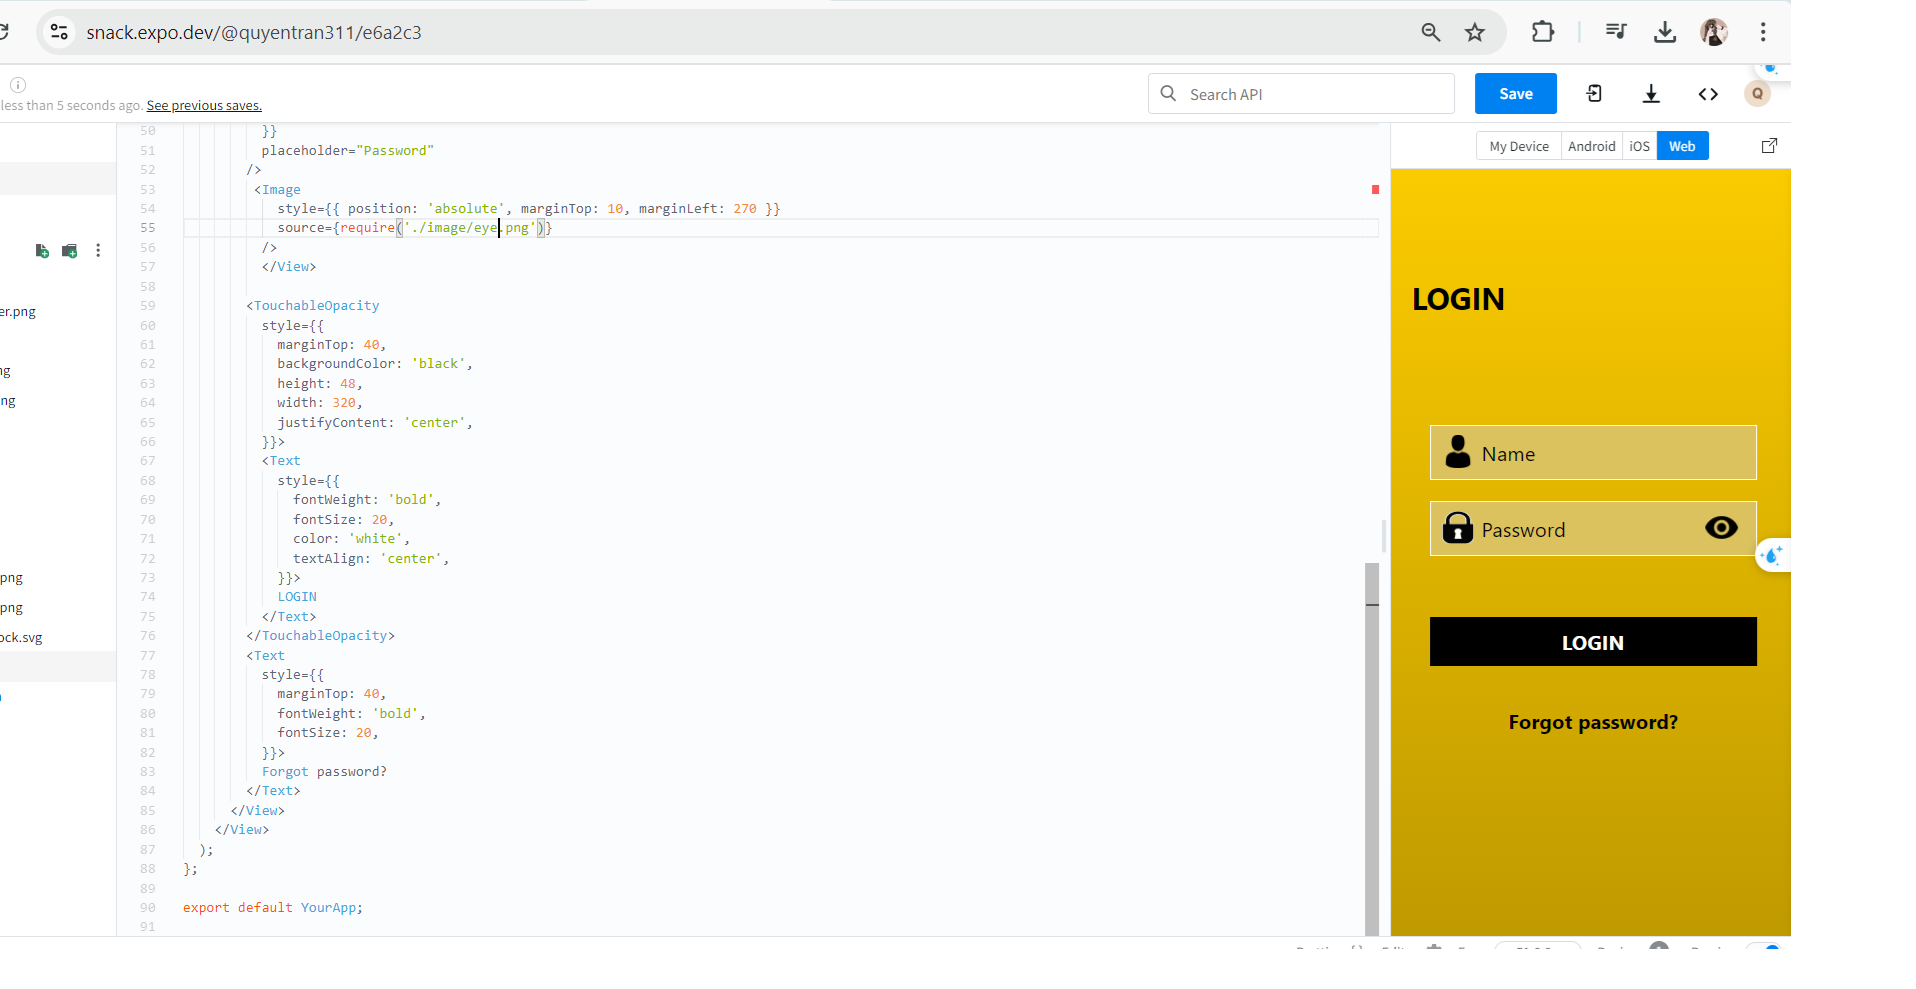 snack.expo.dev/@quyentran311/e6a2c3
less than 5 seconds ago. See previous saves.
Search API
Save
Q
er.png
ng
ng
png
png
ock.svg
50 }}
51 placeholder="Password"
52 />
53 <Image
54 style={{ position: 'absolute', marginTop: 10, marginLeft: 270 }}
55 source={require('./image/eye.png')}
56 />
57 </View>
58
59 <TouchableOpacity
60 style={{
61 marginTop: 40,
62 backgroundColor: 'black',
63 height: 48,
64 width: 320,
65 justifyContent: 'center',
66 }}>
67 <Text
68 style={{
69 fontWeight: 'bold',
70 fontSize: 20,
71 color: 'white',
72 textAlign: 'center',
73 }}>
74 LOGIN
75 </Text>
76 </TouchableOpacity>
77 <Text
78 style={{
79 marginTop: 40,
80 fontWeight: 'bold',
81 fontSize: 20,
82 }}>
83 Forgot password?
84 </Text>
85 </View>
86 </View>
87 );
88 };
89
90 export default YourApp;
91
My Device Android iOS Web
LOGIN
Name
Password
LOGIN
Forgot password?